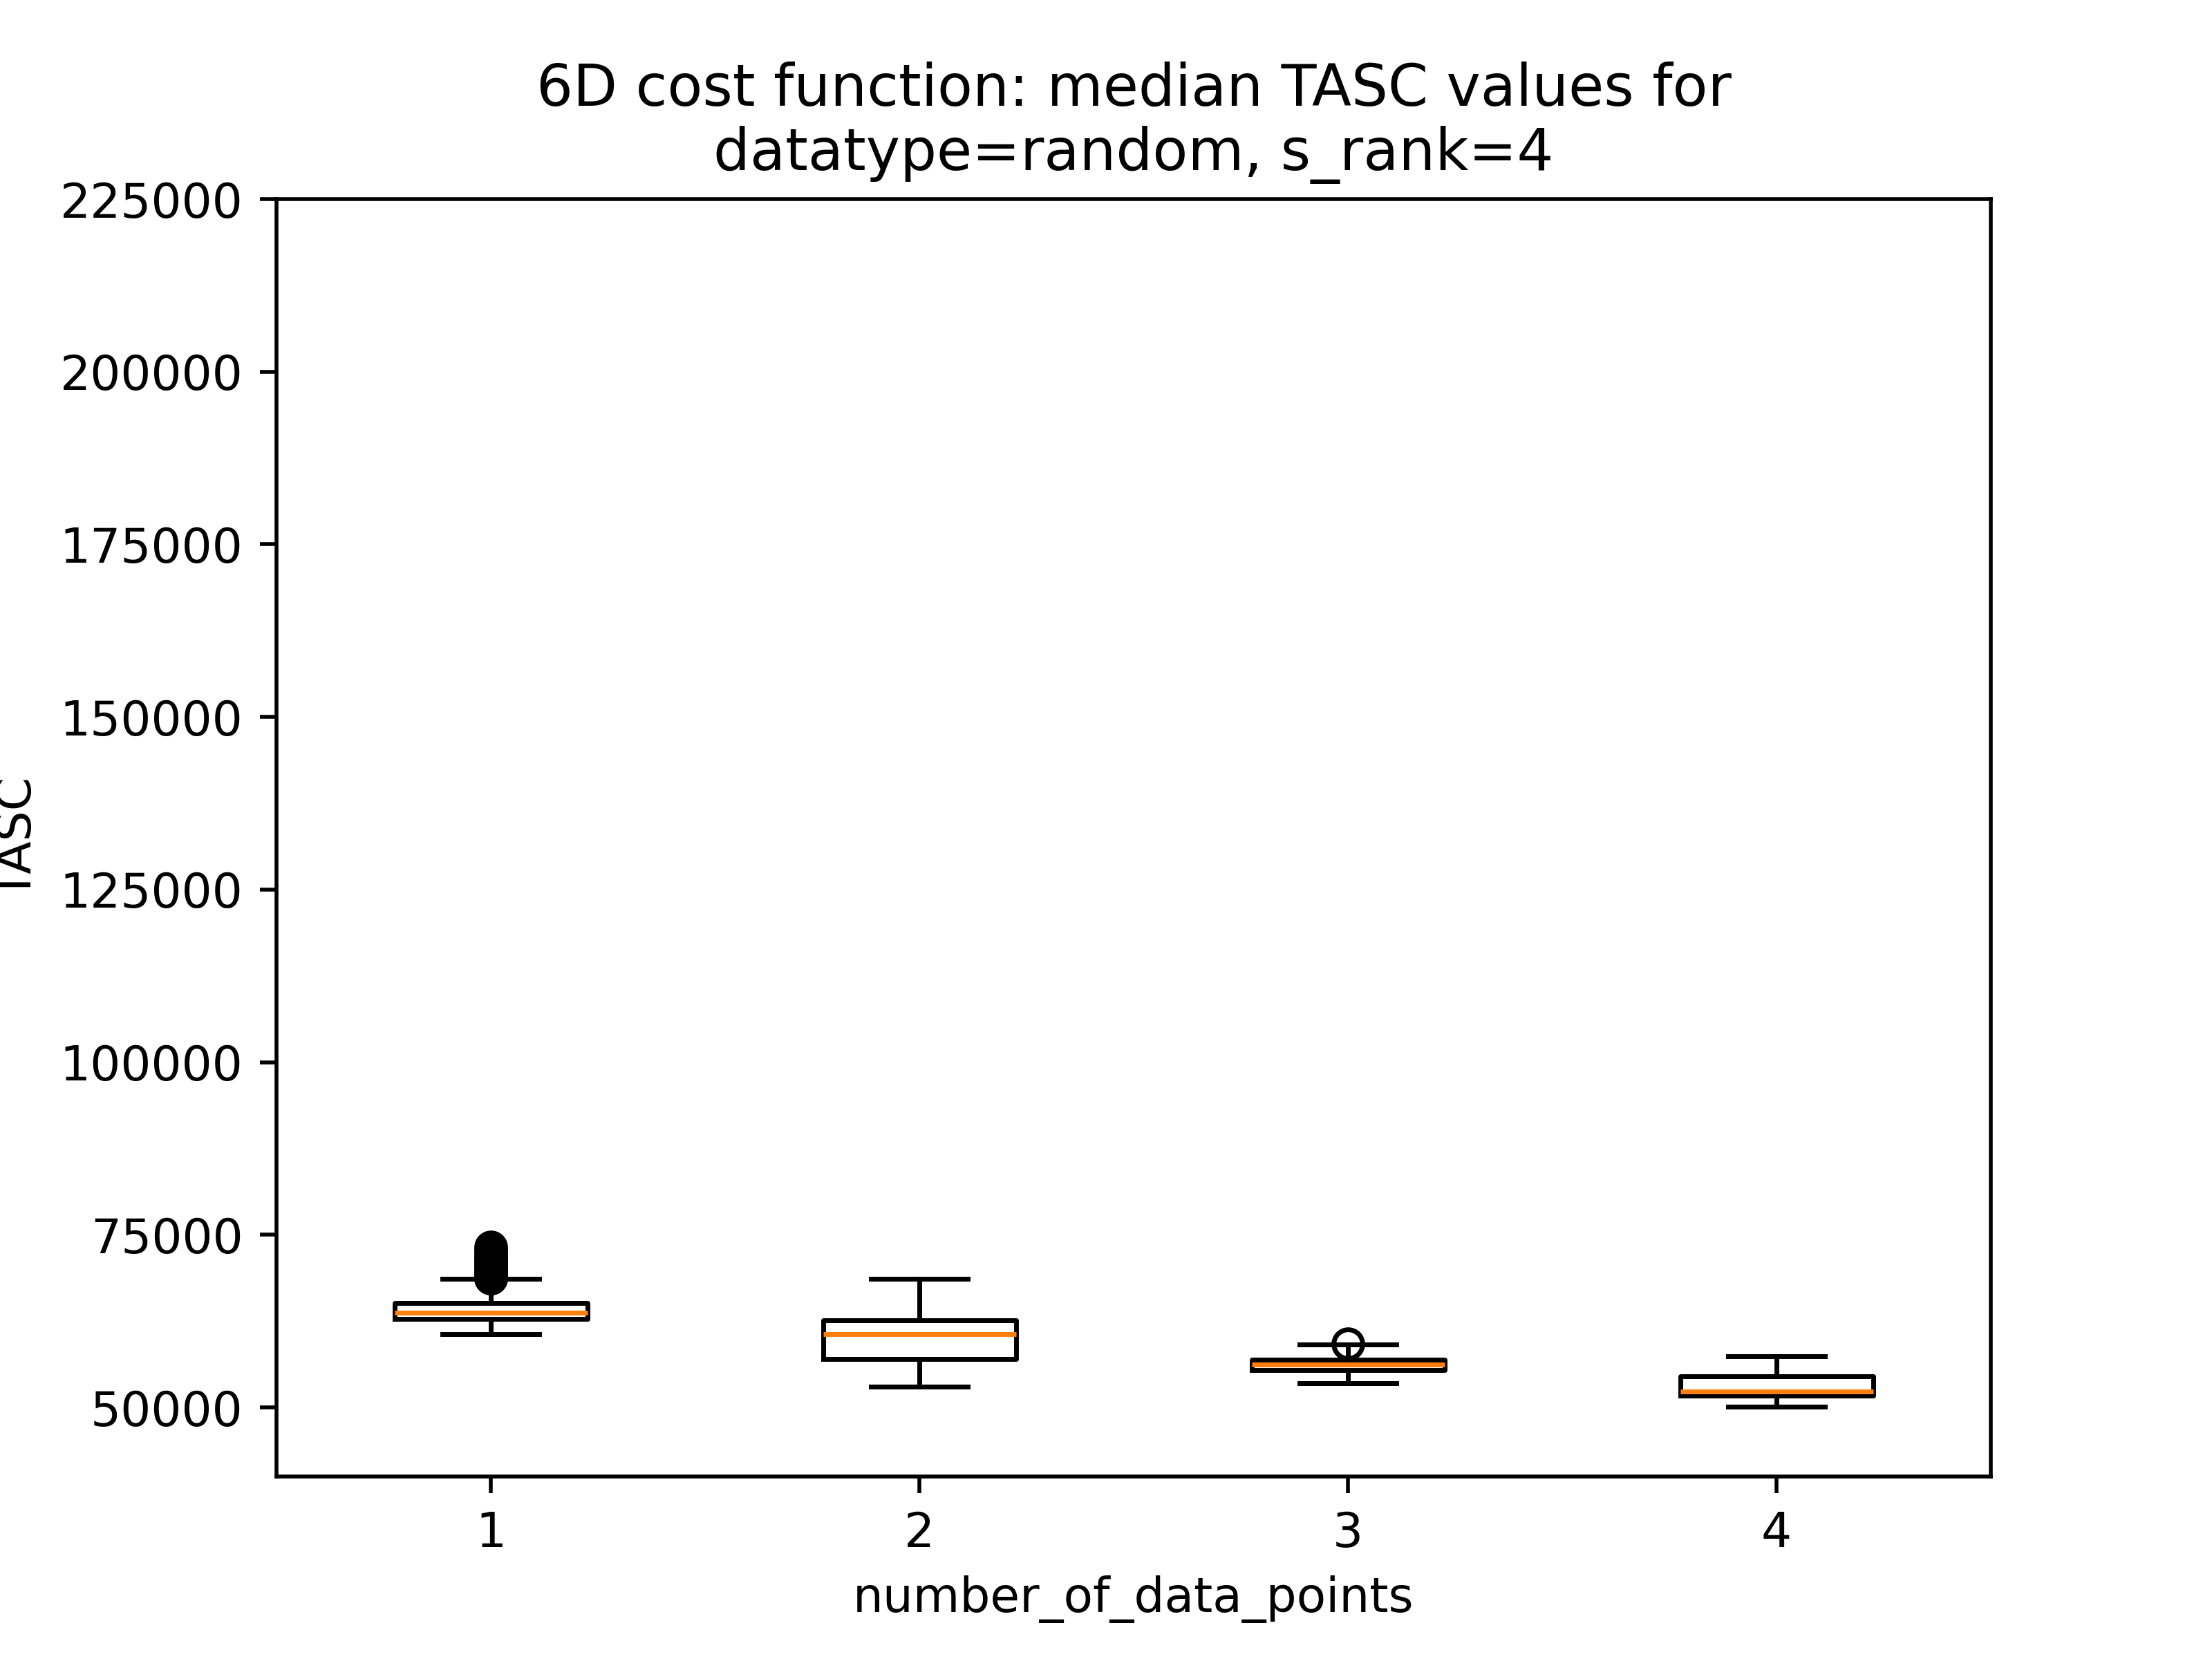 6D cost function: median TASC values for
datatype=random, s_rank=4
225000
200000
175000
150000
125000
100000
75000
50000
TASC
1 2 3 4
number_of_data_points